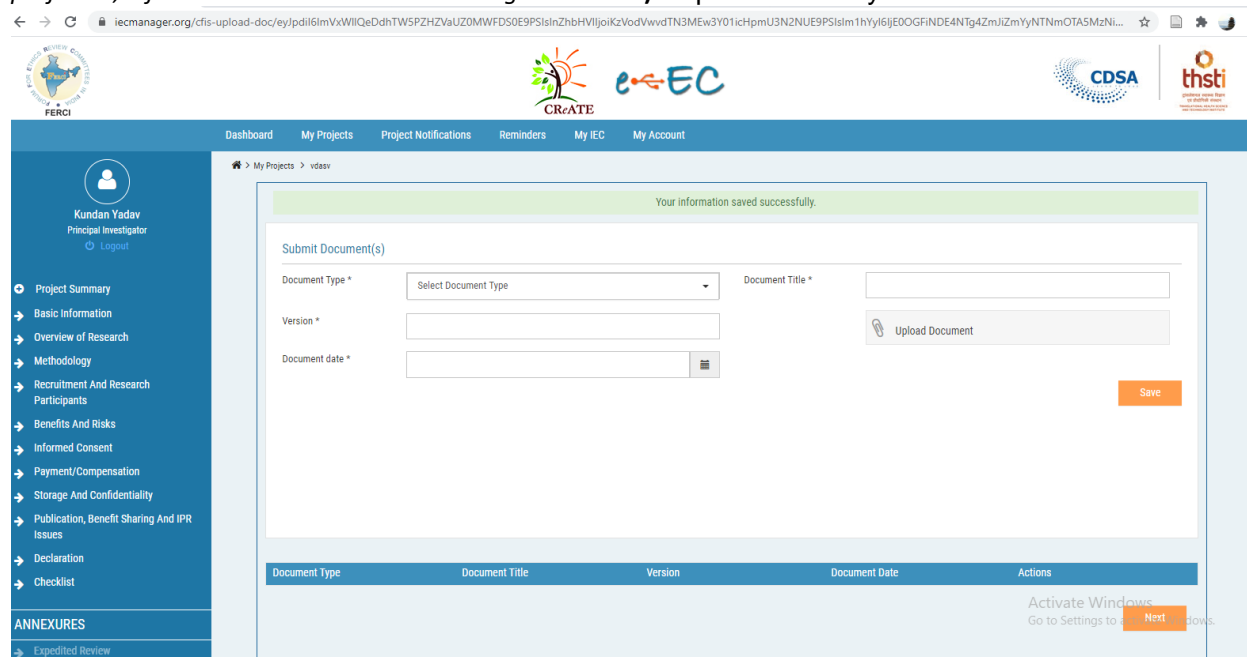 iecmanager.org/cfis-upload-doc/
FERCI
CReATE
eEC
CDSA
thsti
Dashboard My Projects Project Notifications Reminders My IEC My Account
My Projects > vdasv
Kundan Yadav
Principal Investigator
Logout
Your information saved successfully.
Submit Document(s)
Document Type * Select Document Type Document Title *
Version * Upload Document
Document date *
Save
Project Summary
Basic Information
Overview of Research
Methodology
Recruitment And Research
Participants
Benefits And Risks
Informed Consent
Payment/Compensation
Storage And Confidentiality
Publication, Benefit Sharing And IPR
Issues
Declaration
Checklist
Document Type Document Title Version Document Date Actions
Activate Windows
Go to Settings to
Next
ANNEXURES
Expedited Review